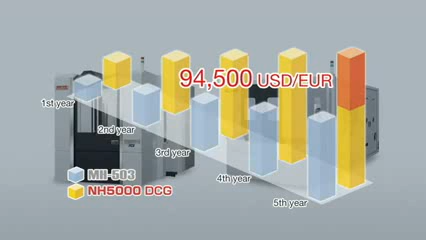 94,500 USD/EUR
1st year
2nd year
3rd year
4th year
5th year
MH-503
NH5000 DCG